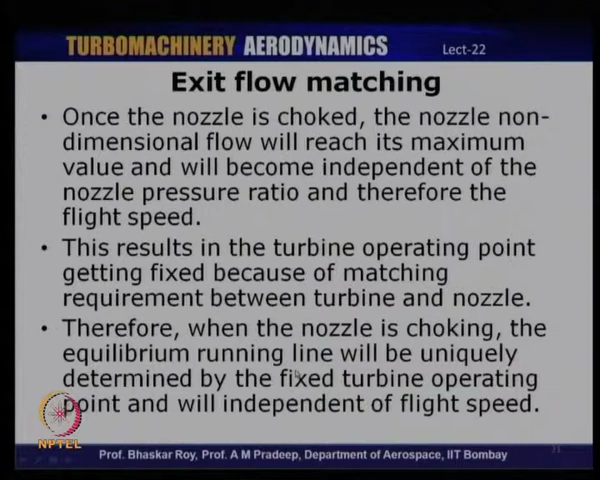 TURBOMACHINERY AERODYNAMICS Lect-22
Exit flow matching
• Once the nozzle is choked, the nozzle non-
dimensional flow will reach its maximum
value and will become independent of the
nozzle pressure ratio and therefore the
flight speed.
• This results in the turbine operating point
getting fixed because of matching
requirement between turbine and nozzle.
• Therefore, when the nozzle is choking, the
equilibrium running line will be uniquely
determined by the fixed turbine operating
point and will independent of flight speed.
NPTEL
Prof. Bhaskar Roy, Prof. A M Pradeep, Department of Aerospace, IIT Bombay